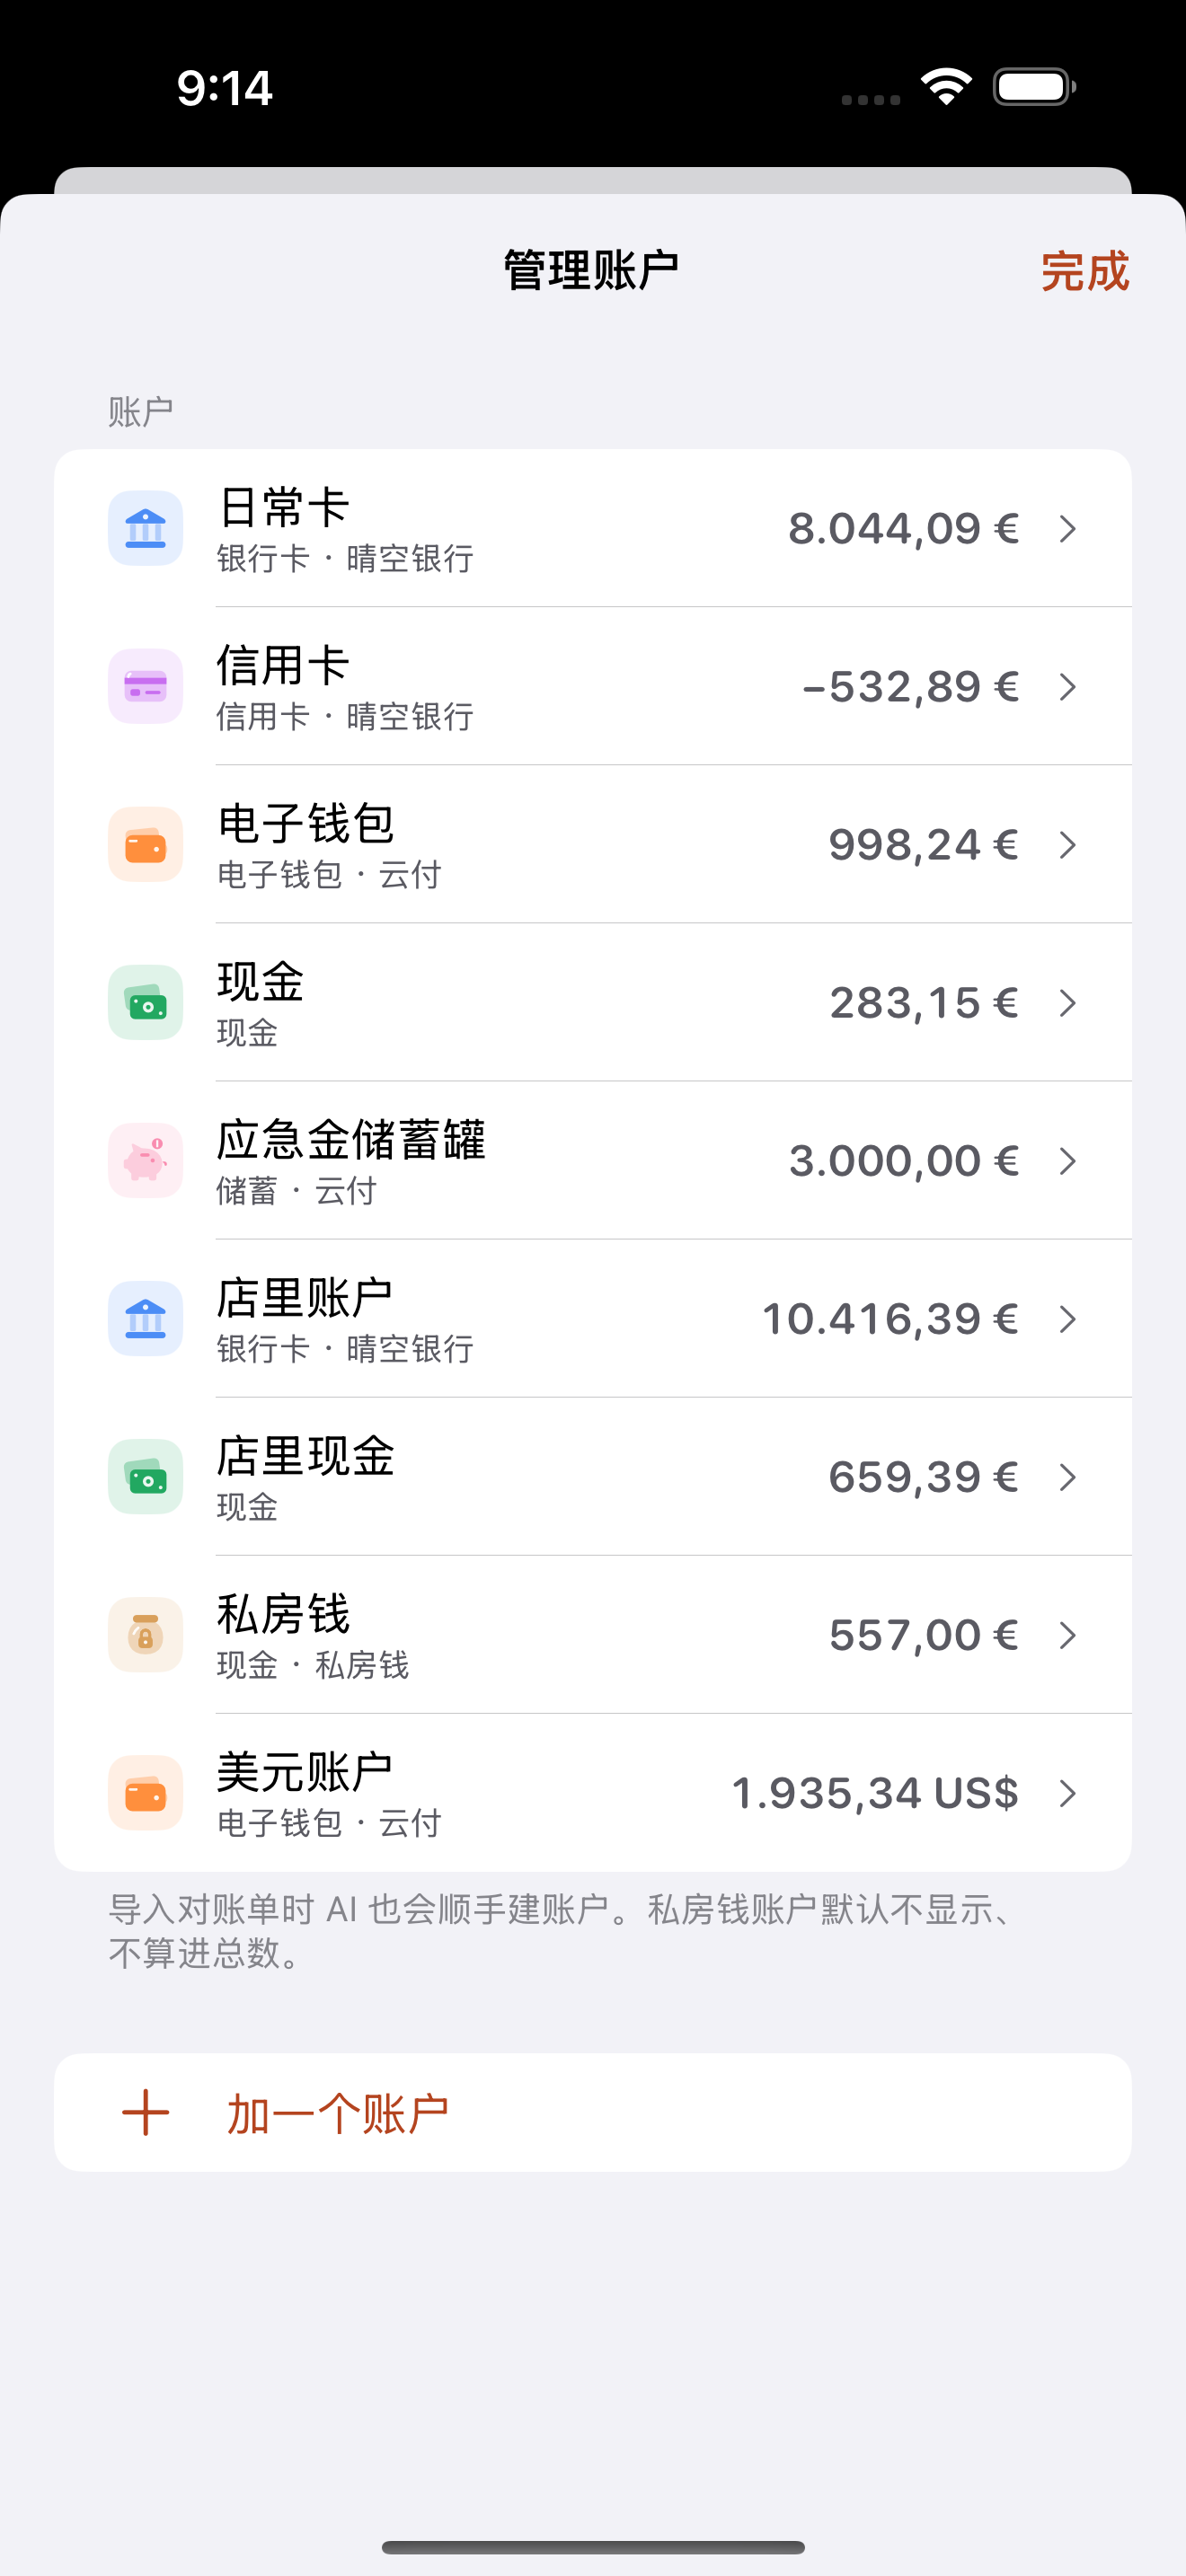 9:14
管理账户
完成
账户
日常卡
银行卡 · 晴空银行
8.044,09 €
信用卡
信用卡 · 晴空银行
−532,89 €
电子钱包
电子钱包 · 云付
998,24 €
现金
现金
283,15 €
应急金储蓄罐
储蓄 · 云付
3.000,00 €
店里账户
银行卡 · 晴空银行
10.416,39 €
店里现金
现金
659,39 €
私房钱
现金 · 私房钱
557,00 €
美元账户
电子钱包 · 云付
1.935,34 US$
导入对账单时 AI 也会顺手建账户。私房钱账户默认不显示、
不算进总数。
加一个账户